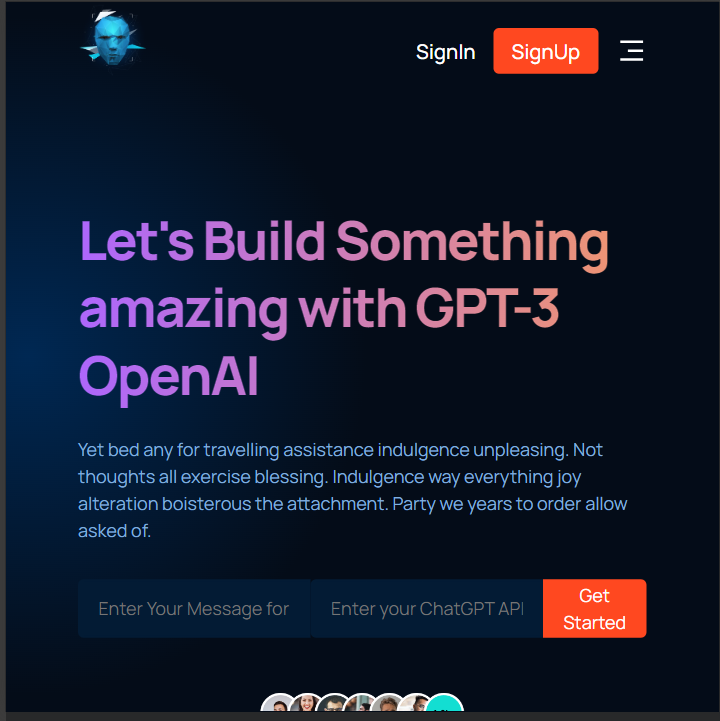 SignIn
SignUp
Let's Build Something
amazing with GPT-3
OpenAI
Yet bed any for travelling assistance indulgence unpleasing. Not
thoughts all exercise blessing. Indulgence way everything joy
alteration boisterous the attachment. Party we years to order allow
asked of.
Enter Your Message for
Enter your ChatGPT API
Get
Started